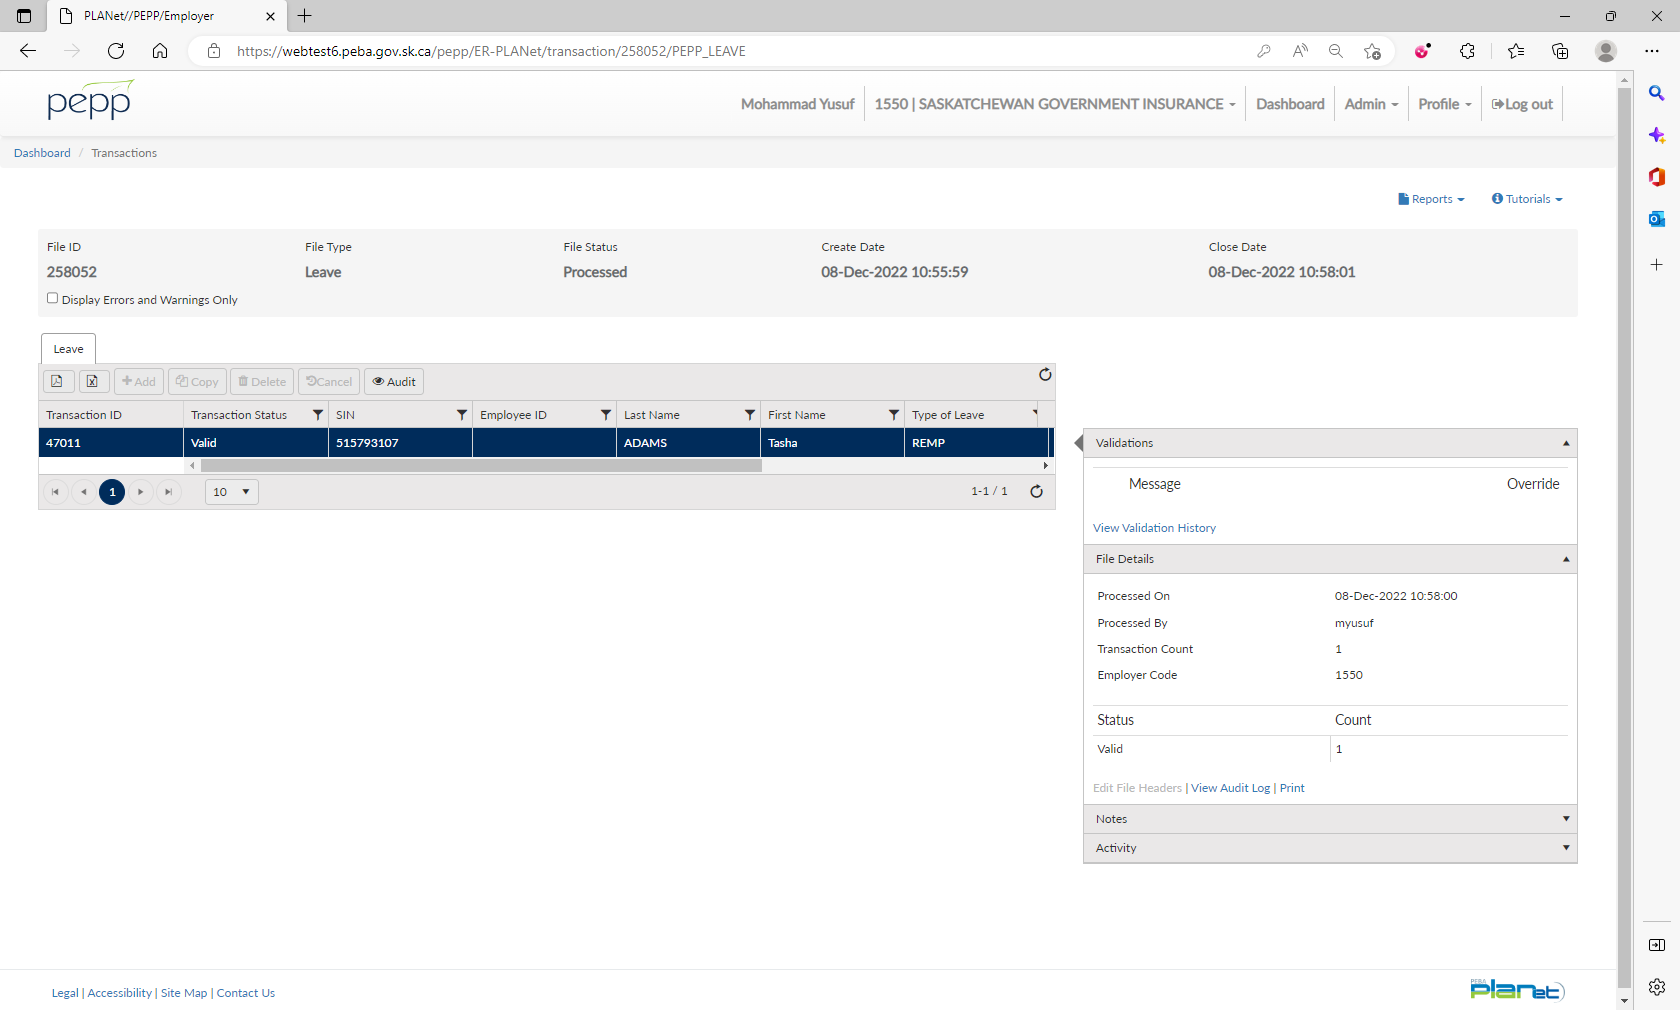 PLANet//PEPP/Employer
https://webtest6.peba.gov.sk.ca/pepp/ER-PLANet/transaction/258052/PEPP_LEAVE
pepp
Mohammad Yusuf
1550 | SASKATCHEWAN GOVERNMENT INSURANCE
Dashboard
Admin
Profile
Log out
Dashboard / Transactions
Reports
Tutorials
File ID
File Type
File Status
Create Date
Close Date
258052
Leave
Processed
08-Dec-2022 10:55:59
08-Dec-2022 10:58:01
Display Errors and Warnings Only
Leave
Add
Copy
Delete
Cancel
Audit
Transaction ID
Transaction Status
SIN
Employee ID
Last Name
First Name
Type of Leave
47011
Valid
515793107
ADAMS
Tasha
REMP
1
10
1-1 / 1
Validations
Message
Override
View Validation History
File Details
Processed On
08-Dec-2022 10:58:00
Processed By
myusuf
Transaction Count
1
Employer Code
1550
Status
Count
Valid
1
Edit File Headers | View Audit Log | Print
Notes
Activity
Legal | Accessibility | Site Map | Contact Us
PEBA
planet